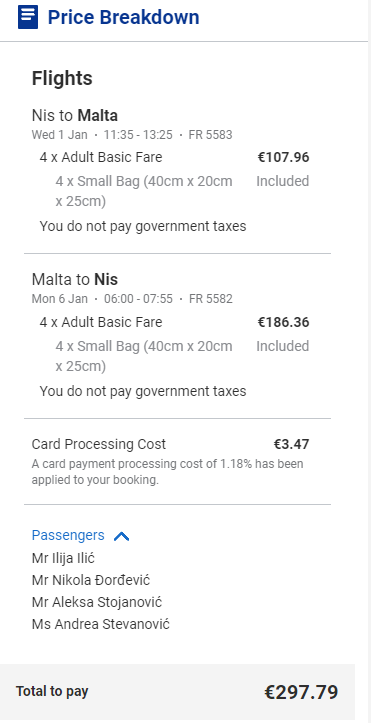 Price Breakdown
Flights
Nis to Malta
Wed 1 Jan · 11:35 - 13:25 · FR 5583
4 x Adult Basic Fare €107.96
4 x Small Bag (40cm x 20cm Included
x 25cm)
You do not pay government taxes
Malta to Nis
Mon 6 Jan · 06:00 - 07:55 · FR 5582
4 x Adult Basic Fare €186.36
4 x Small Bag (40cm x 20cm Included
x 25cm)
You do not pay government taxes
Card Processing Cost €3.47
A card payment processing cost of 1.18% has been
applied to your booking.
Passengers
Mr Ilija Ilić
Mr Nikola Đorđević
Mr Aleksa Stojanović
Ms Andrea Stevanović
Total to pay €297.79